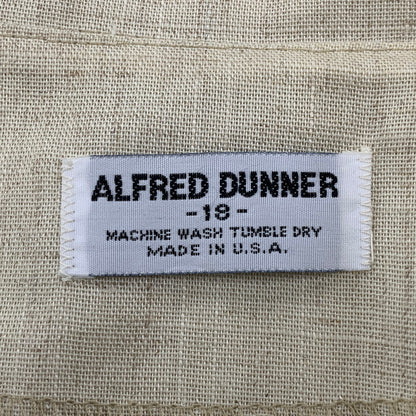 ALFRED DUNNER
-18-
MACHINE WASH TUMBLE DRY
MADE IN U.S.A.